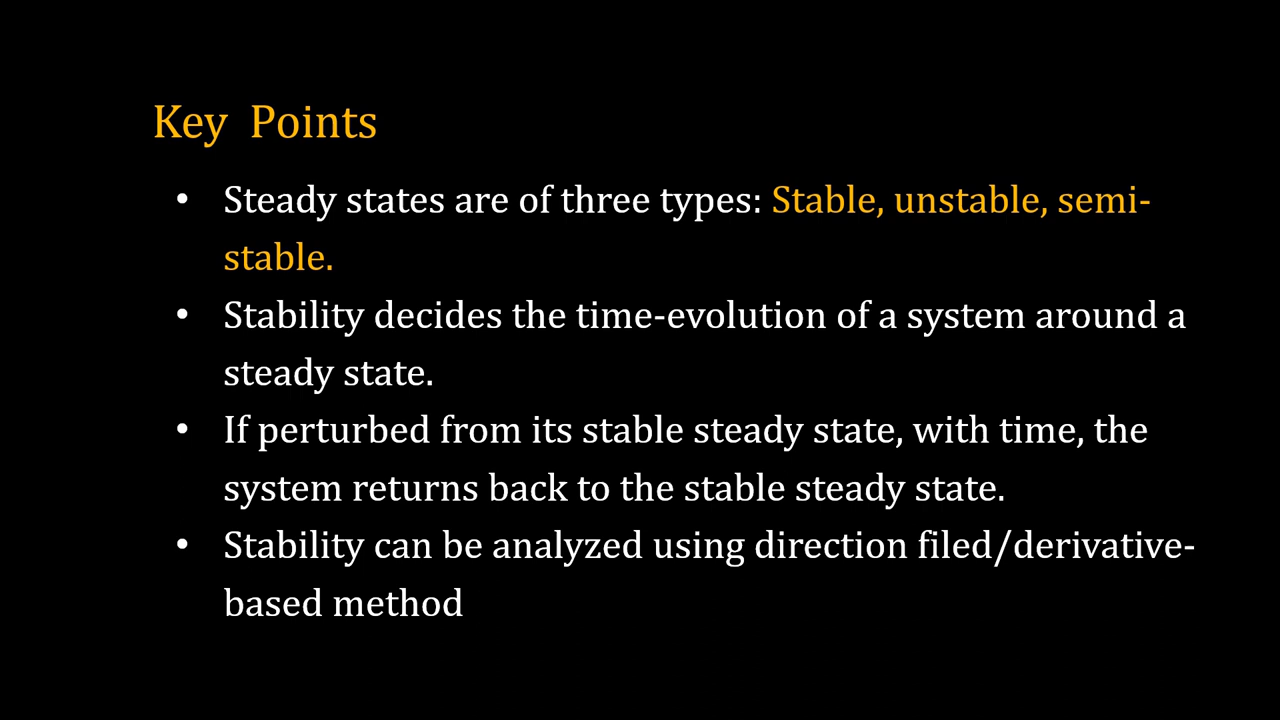 Key Points
• Steady states are of three types: Stable, unstable, semi-
stable.
• Stability decides the time-evolution of a system around a
steady state.
• If perturbed from its stable steady state, with time, the
system returns back to the stable steady state.
• Stability can be analyzed using direction filed/derivative-
based method